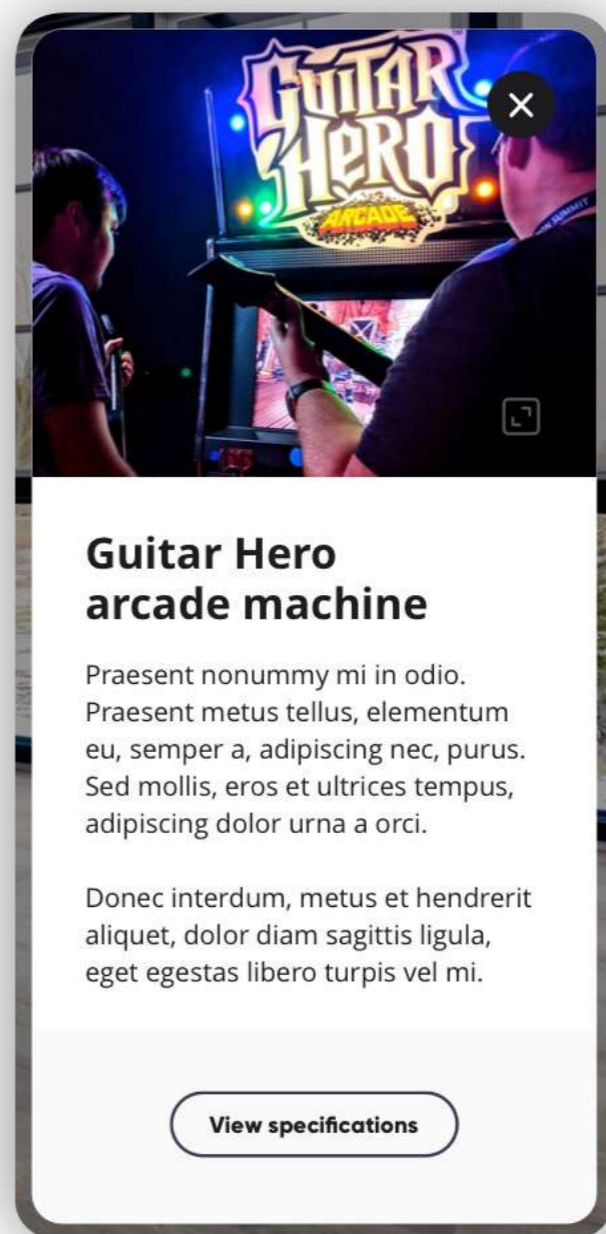 GUITAR
HERO
ARCADE
SUMMIT
Guitar Hero
arcade machine
Praesent nonummy mi in odio.
Praesent metus tellus, elementum
eu, semper a, adipiscing nec, purus.
Sed mollis, eros et ultrices tempus,
adipiscing dolor urna a orci.
Donec interdum, metus et hendrerit
aliquet, dolor diam sagittis ligula,
eget egestas libero turpis vel mi.
View specifications